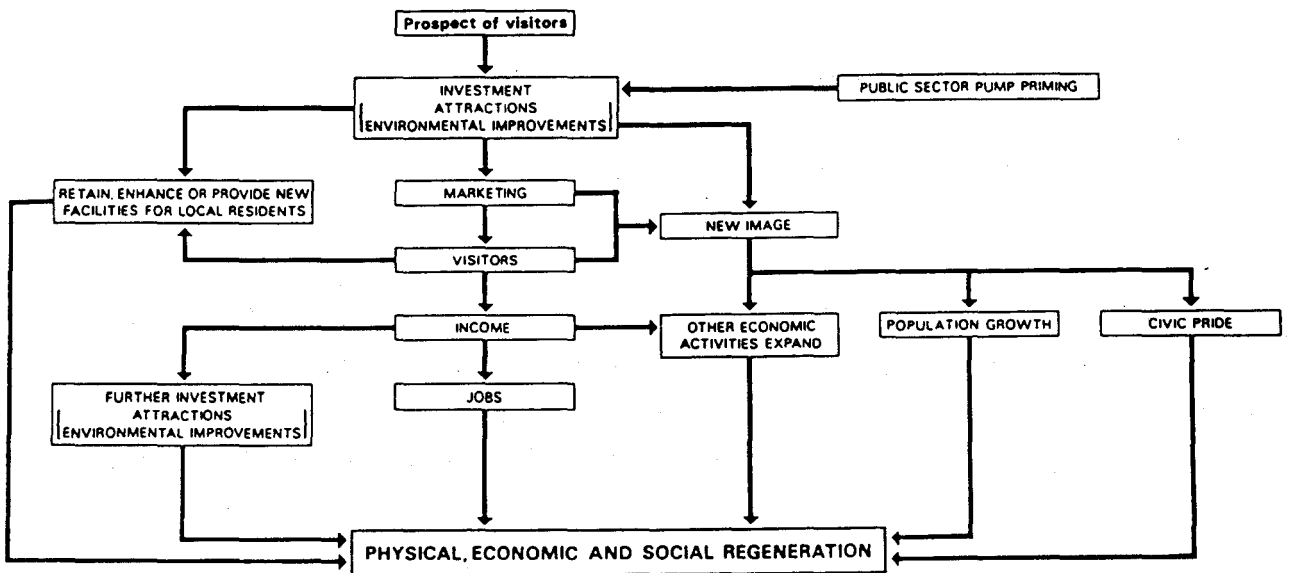 Prospect of visitors
INVESTMENT
ATTRACTIONS
ENVIRONMENTAL IMPROVEMENTS
PUBLIC SECTOR PUMP PRIMING
RETAIN, ENHANCE OR PROVIDE NEW
FACILITIES FOR LOCAL RESIDENTS
MARKETING
NEW IMAGE
VISITORS
INCOME
OTHER ECONOMIC
ACTIVITIES EXPAND
POPULATION GROWTH
CIVIC PRIDE
FURTHER INVESTMENT
ATTRACTIONS
ENVIRONMENTAL IMPROVEMENTS
JOBS
PHYSICAL, ECONOMIC AND SOCIAL REGENERATION